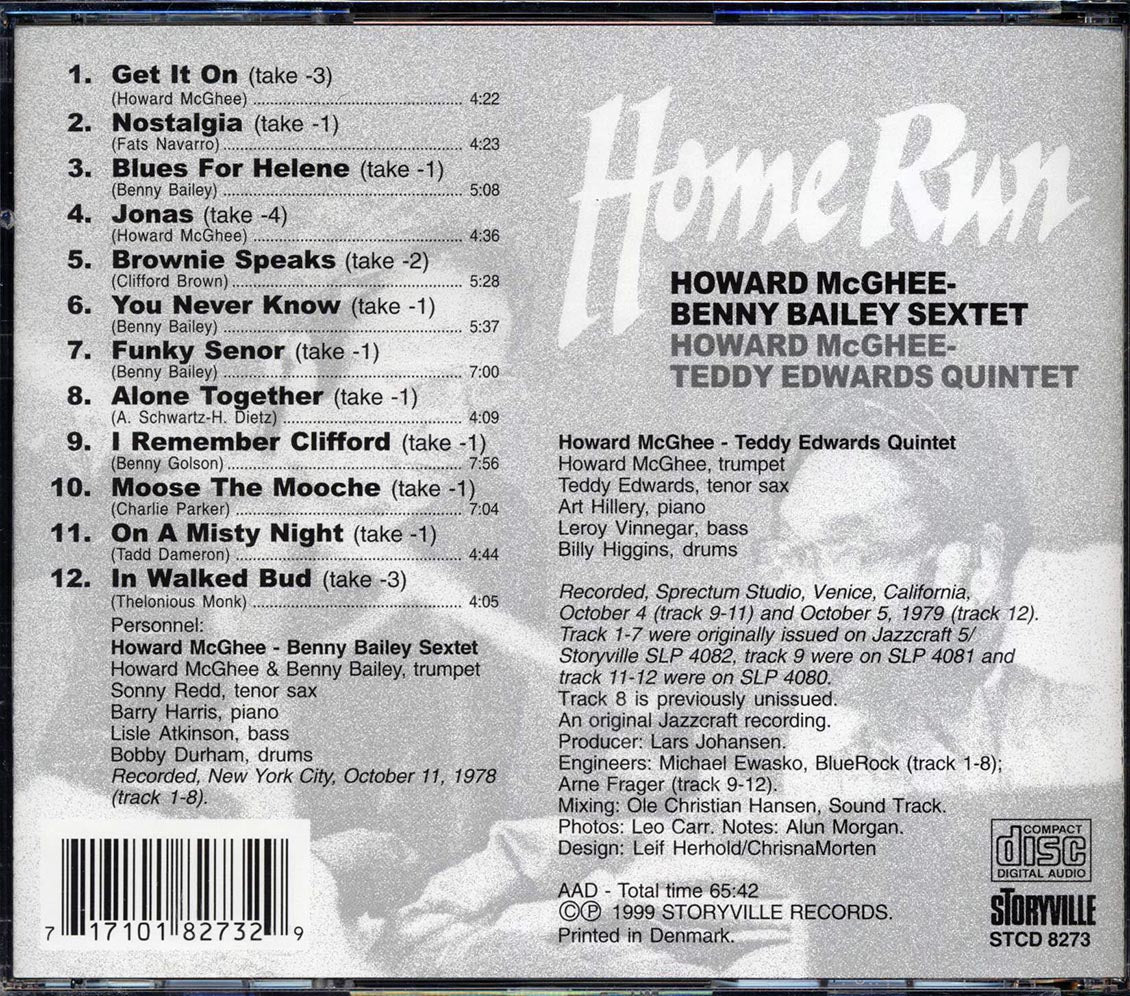 1. Get It On (take -3)
(Howard McGhee) 4:22
2. Nostalgia (take -1)
(Fats Navarro) 4:23
3. Blues For Helene (take -1)
(Benny Bailey) 5:08
4. Jonas (take -4)
(Howard McGhee) 4:36
5. Brownie Speaks (take -2)
(Clifford Brown) 5:28
6. You Never Know (take -1)
(Benny Bailey) 5:37
7. Funky Senor (take -1)
(Benny Bailey) 7:00
8. Alone Together (take -1)
(A. Schwartz-H. Dietz) 4:09
9. I Remember Clifford (take -1)
(Benny Golson) 7:56
10. Moose The Mooche (take -1)
(Charlie Parker) 7:04
11. On A Misty Night (take -1)
(Tadd Dameron) 4:44
12. In Walked Bud (take -3)
(Thelonious Monk) 4:05
Personnel:
Howard McGhee - Benny Bailey Sextet
Howard McGhee & Benny Bailey, trumpet
Sonny Redd, tenor sax
Barry Harris, piano
Lisle Atkinson, bass
Bobby Durham, drums
Recorded, New York City, October 11, 1978
(track 1-8).
7 17101 82732 9
Home Run
HOWARD McGHEE-
BENNY BAILEY SEXTET
HOWARD McGHEE-
TEDDY EDWARDS QUINTET
Howard McGhee - Teddy Edwards Quintet
Howard McGhee, trumpet
Teddy Edwards, tenor sax
Art Hillery, piano
Leroy Vinnegar, bass
Billy Higgins, drums
Recorded, Sprectum Studio, Venice, California,
October 4 (track 9-11) and October 5, 1979 (track 12).
Track 1-7 were originally issued on Jazzcraft 5/
Storyville SLP 4082, track 9 were on SLP 4081 and
track 11-12 were on SLP 4080.
Track 8 is previously unissued.
An original Jazzcraft recording.
Producer: Lars Johansen.
Engineers: Michael Ewasko, BlueRock (track 1-8);
Arne Frager (track 9-12).
Mixing: Ole Christian Hansen, Sound Track.
Photos: Leo Carr. Notes: Alun Morgan.
Design: Leif Herhold/ChrisnaMorten
AAD - Total time 65:42
©℗ 1999 STORYVILLE RECORDS.
Printed in Denmark.
COMPACT
disc
DIGITAL AUDIO
STORYVILLE
STCD 8273